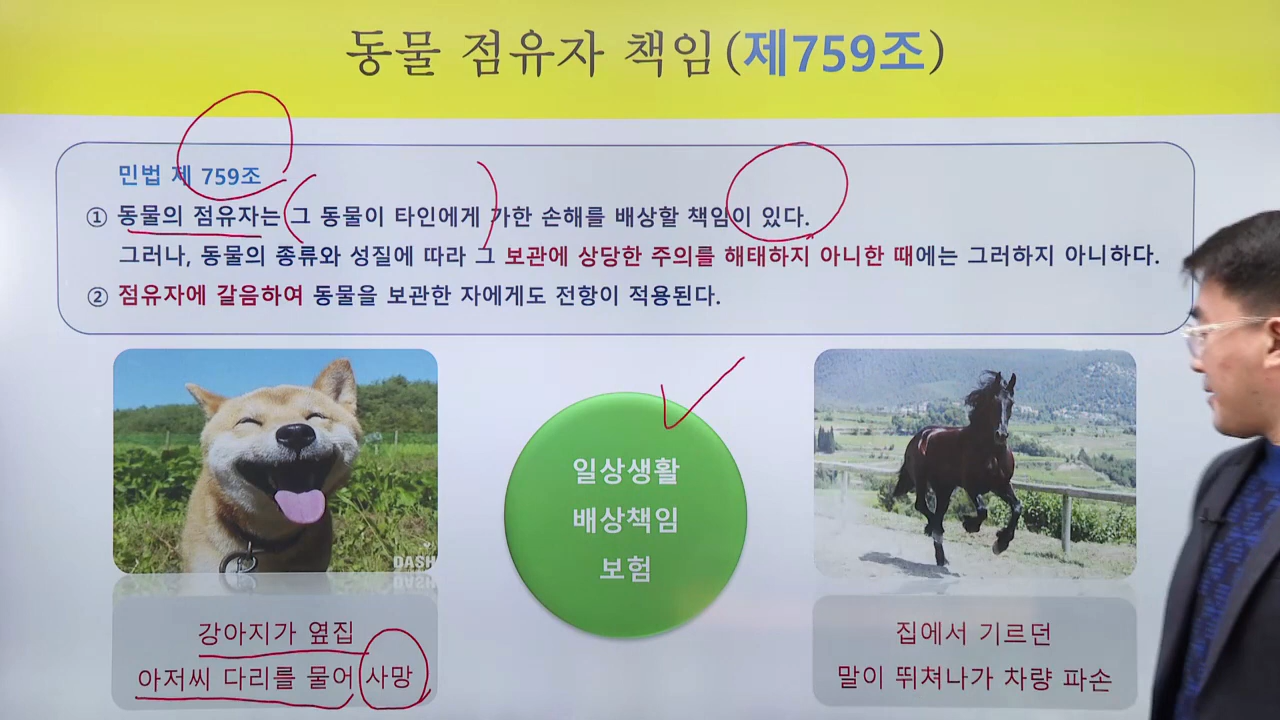 동물 점유자 책임(제759조)
민법 제 759조
① 동물의 점유자는 그 동물이 타인에게 가한 손해를 배상할 책임이 있다.
그러나, 동물의 종류와 성질에 따라 그 보관에 상당한 주의를 해태하지 아니한 때에는 그러하지 아니하다.
② 점유자에 갈음하여 동물을 보관한 자에게도 전항이 적용된다.
DASH
일상생활
배상책임
보험
강아지가 옆집
아저씨 다리를 물어 사망
집에서 기르던
말이 뛰쳐나가 차량 파손